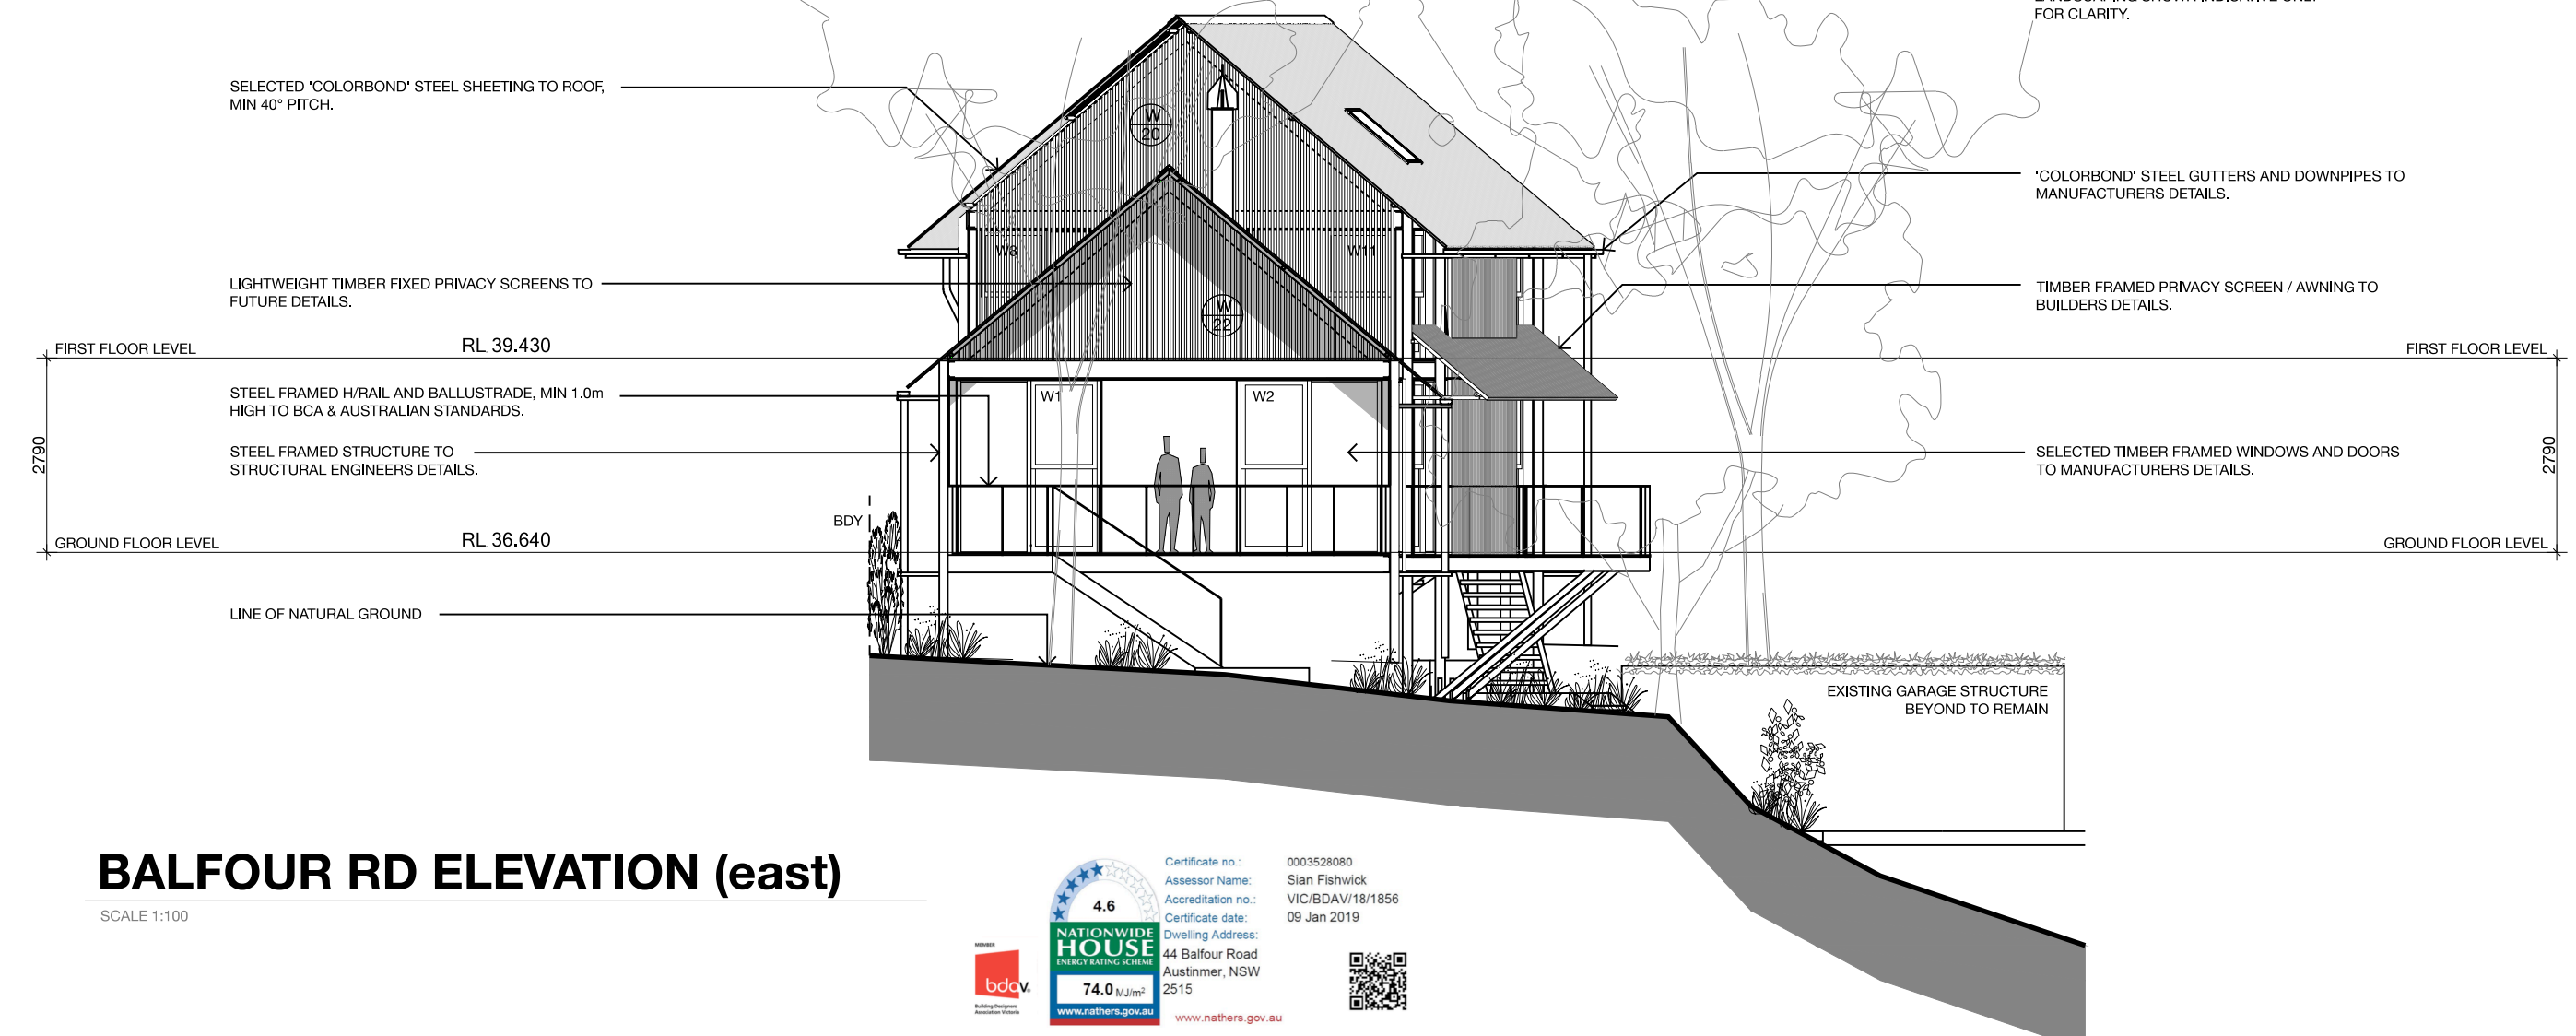 FOR CLARITY.
SELECTED 'COLORBOND' STEEL SHEETING TO ROOF,
MIN 40° PITCH.
W
20
'COLORBOND' STEEL GUTTERS AND DOWNPIPES TO
MANUFACTURERS DETAILS.
W8
W11
LIGHTWEIGHT TIMBER FIXED PRIVACY SCREENS TO
FUTURE DETAILS.
W
22
TIMBER FRAMED PRIVACY SCREEN / AWNING TO
BUILDERS DETAILS.
FIRST FLOOR LEVEL
RL 39.430
FIRST FLOOR LEVEL
STEEL FRAMED H/RAIL AND BALLUSTRADE, MIN 1.0m
HIGH TO BCA & AUSTRALIAN STANDARDS.
W1
W2
2790
STEEL FRAMED STRUCTURE TO
STRUCTURAL ENGINEERS DETAILS.
SELECTED TIMBER FRAMED WINDOWS AND DOORS
TO MANUFACTURERS DETAILS.
2790
BDY
GROUND FLOOR LEVEL
RL 36.640
GROUND FLOOR LEVEL
LINE OF NATURAL GROUND
EXISTING GARAGE STRUCTURE
BEYOND TO REMAIN
BALFOUR RD ELEVATION (east)
SCALE 1:100
MEMBER
bdav.
Building Designers
Association Victoria
4.6
NATIONWIDE
HOUSE
ENERGY RATING SCHEME
74.0 MJ/m²
www.nathers.gov.au
Certificate no.: 0003528080
Assessor Name: Sian Fishwick
Accreditation no.: VIC/BDAV/18/1856
Certificate date: 09 Jan 2019
Dwelling Address:
44 Balfour Road
Austinmer, NSW
2515
www.nathers.gov.au